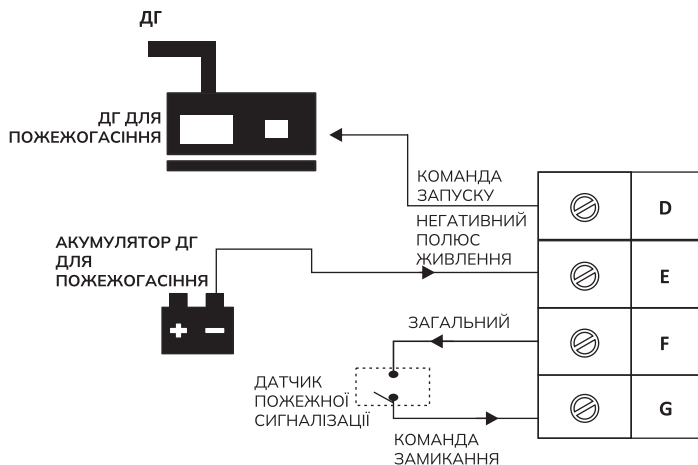 ДГ
ДГ ДЛЯ
ПОЖЕЖОГАСІННЯ
КОМАНДА
ЗАПУСКУ
D
НЕГАТИВНИЙ
ПОЛЮС
ЖИВЛЕННЯ
АКУМУЛЯТОР ДГ
ДЛЯ
ПОЖЕЖОГАСІННЯ
E
ЗАГАЛЬНИЙ
F
ДАТЧИК
ПОЖЕЖНОЇ
СИГНАЛІЗАЦІЇ
G
КОМАНДА
ЗАМИКАННЯ